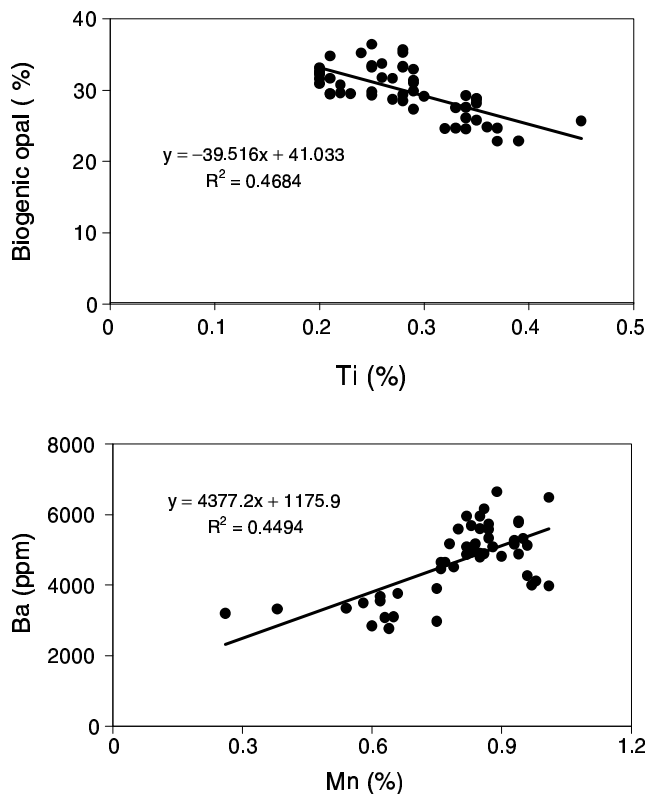 40
30
20
10
0
Biogenic opal ( %)
y = −39.516x + 41.033
R² = 0.4684
0 0.1 0.2 0.3 0.4 0.5
Ti (%)
8000
6000
4000
2000
0
Ba (ppm)
y = 4377.2x + 1175.9
R² = 0.4494
0 0.3 0.6 0.9 1.2
Mn (%)